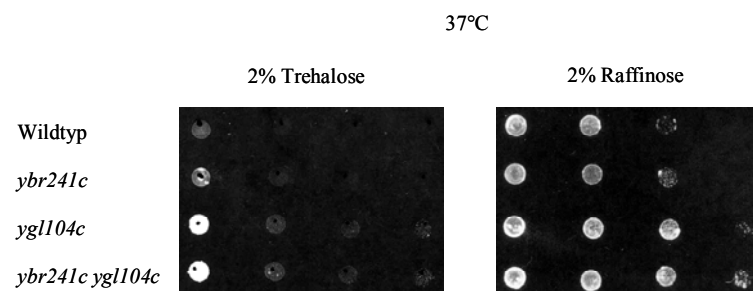 37°C
2% Trehalose
2% Raffinose
Wildtyp
ybr241c
ygl104c
ybr241c ygl104c